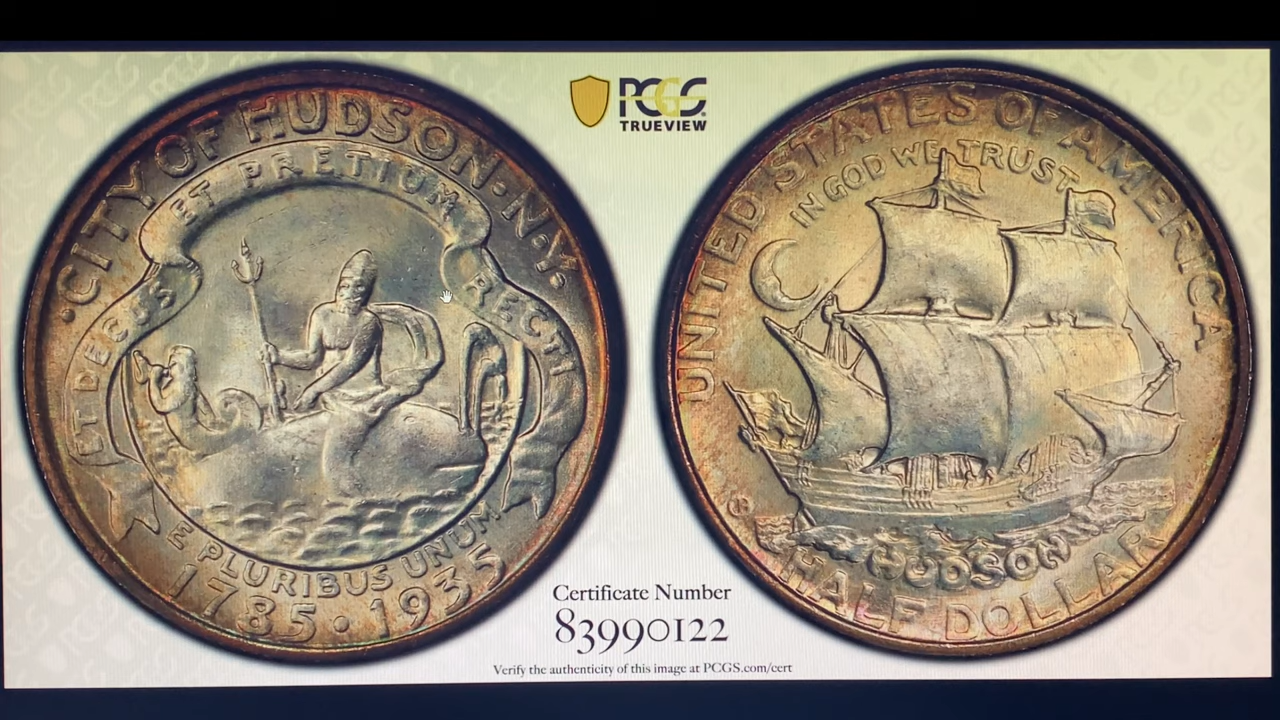 CITY OF HUDSON·N·Y·
ET DECUS ET PRETIUM RECTI
E PLURIBUS UNUM
1785 · 1935
PCGS
TRUEVIEW
UNITED STATES OF AMERICA
IN GOD WE TRUST
HUDSON
HALF DOLLAR
Certificate Number
83990122
Verify the authenticity of this image at PCGS.com/cert